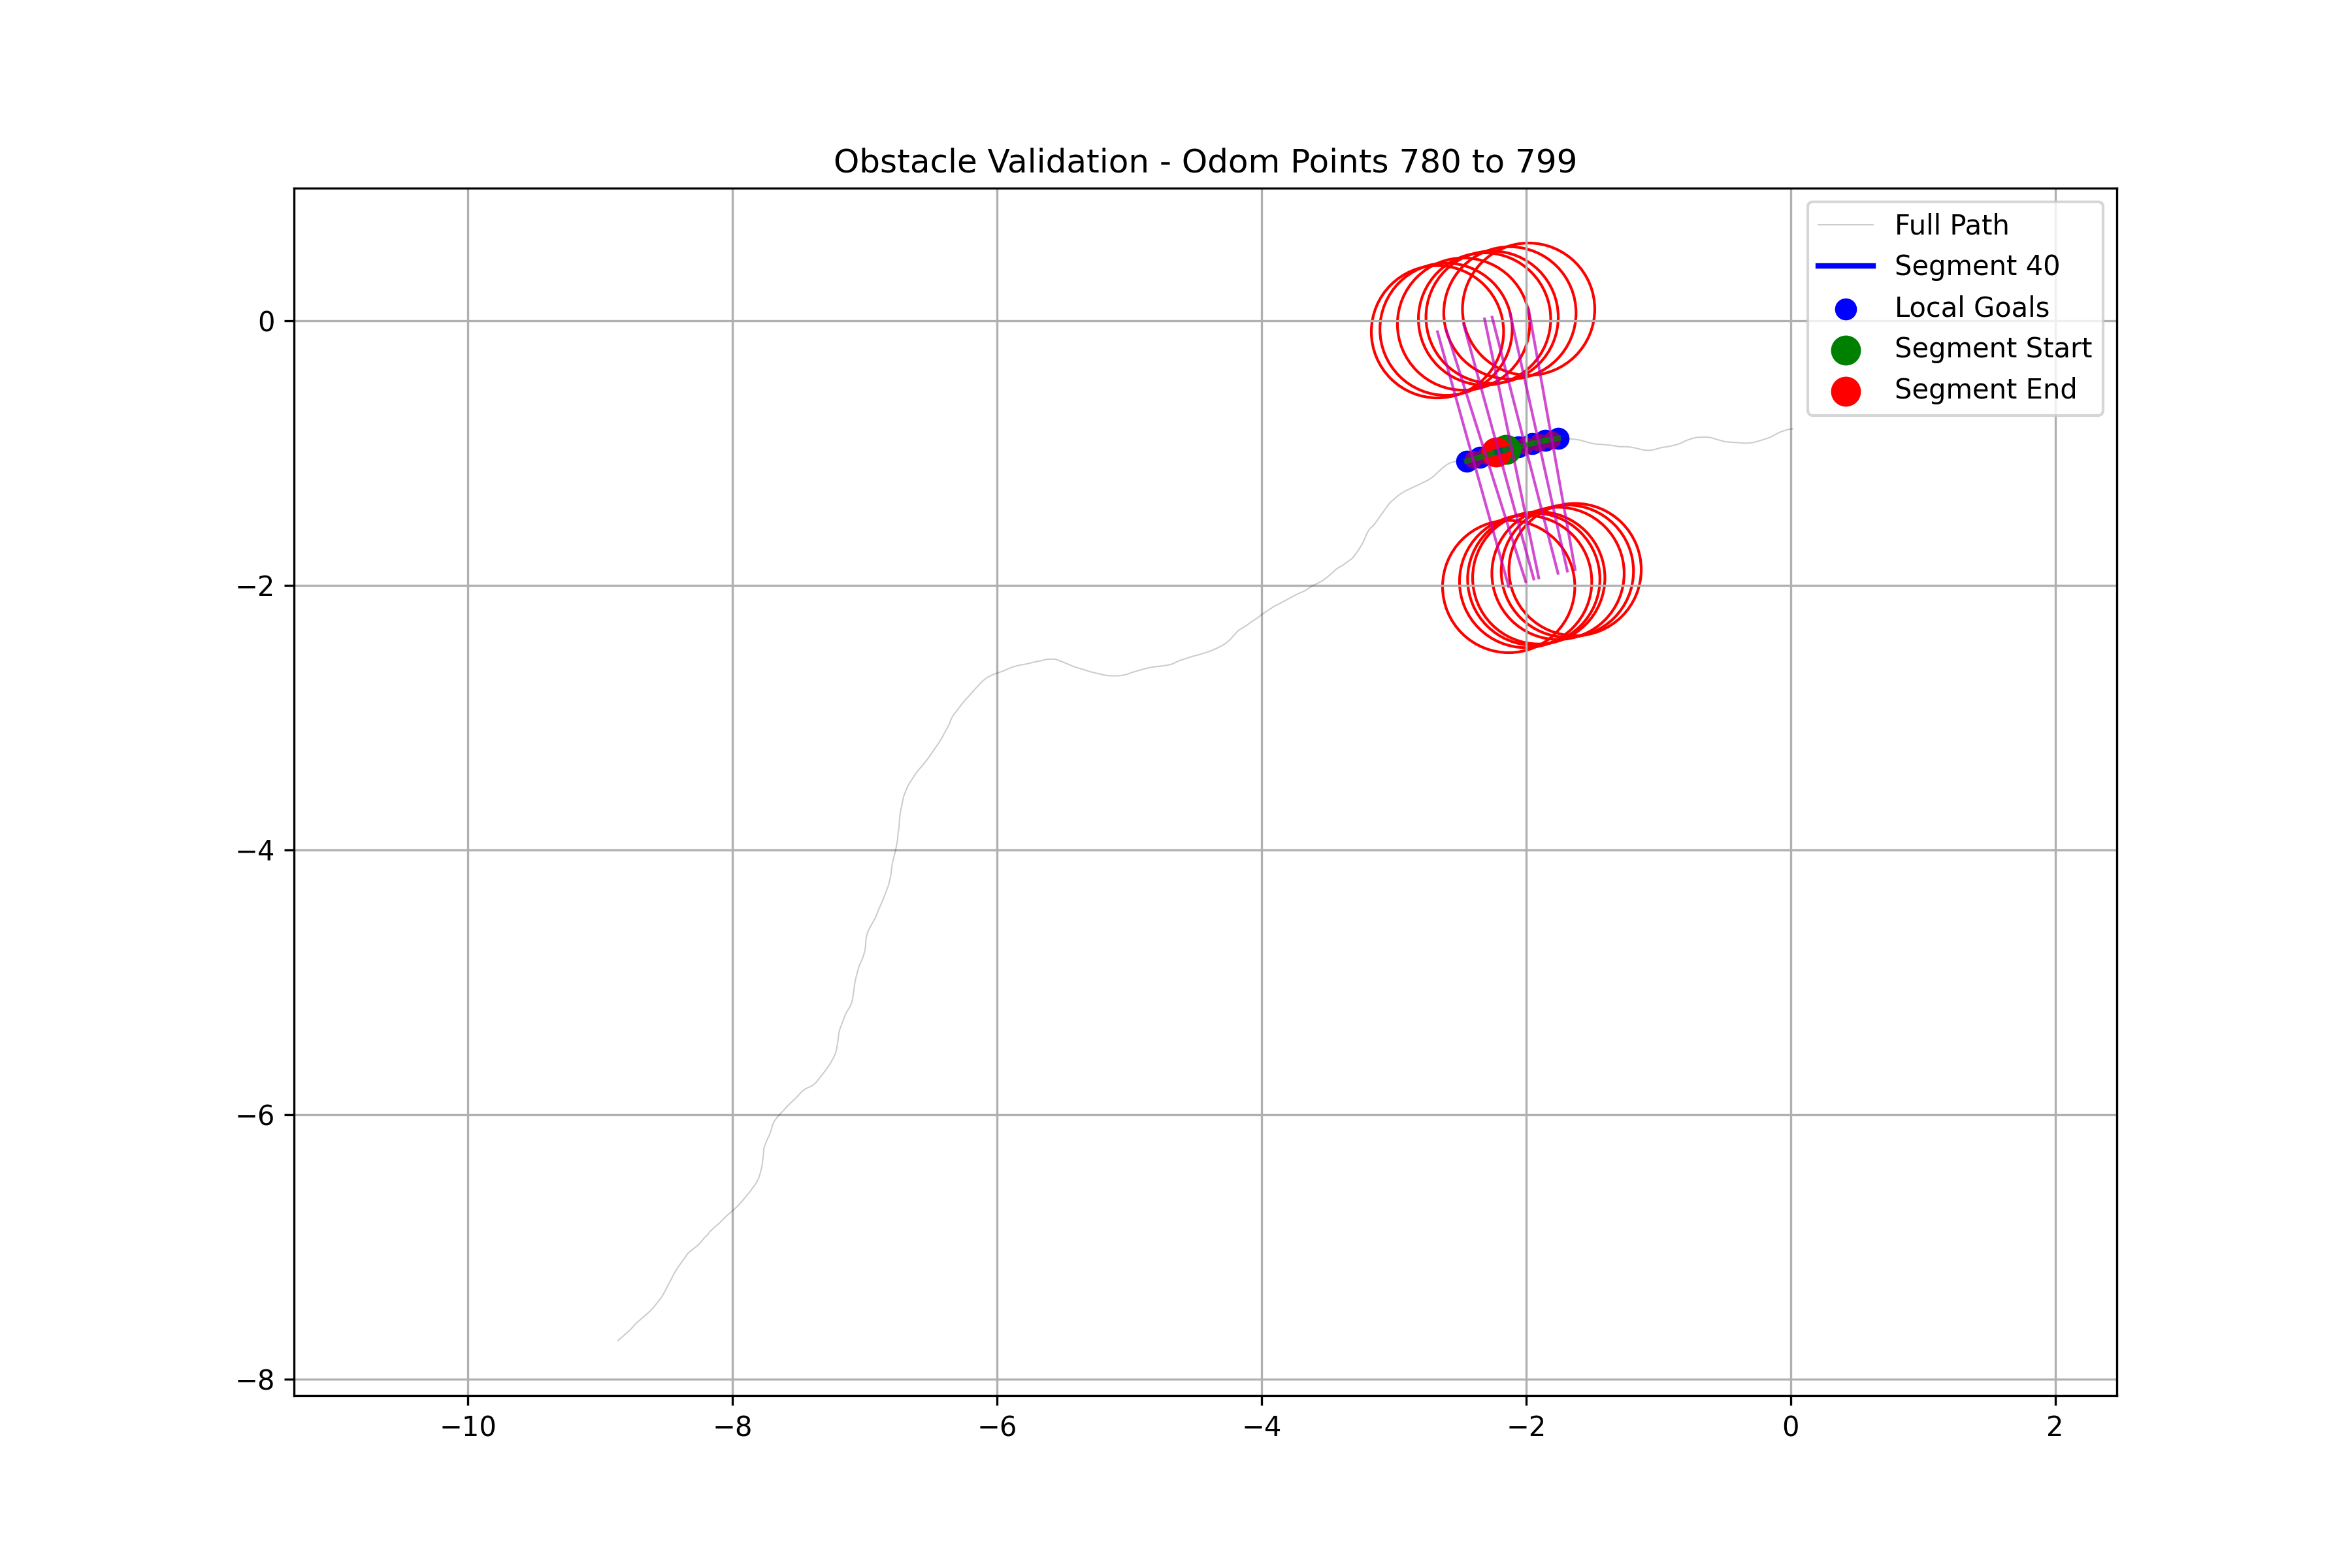 Obstacle Validation - Odom Points 780 to 799
Full Path
Segment 40
Local Goals
Segment Start
Segment End
0
−2
−4
−6
−8
−10
−8
−6
−4
−2
0
2